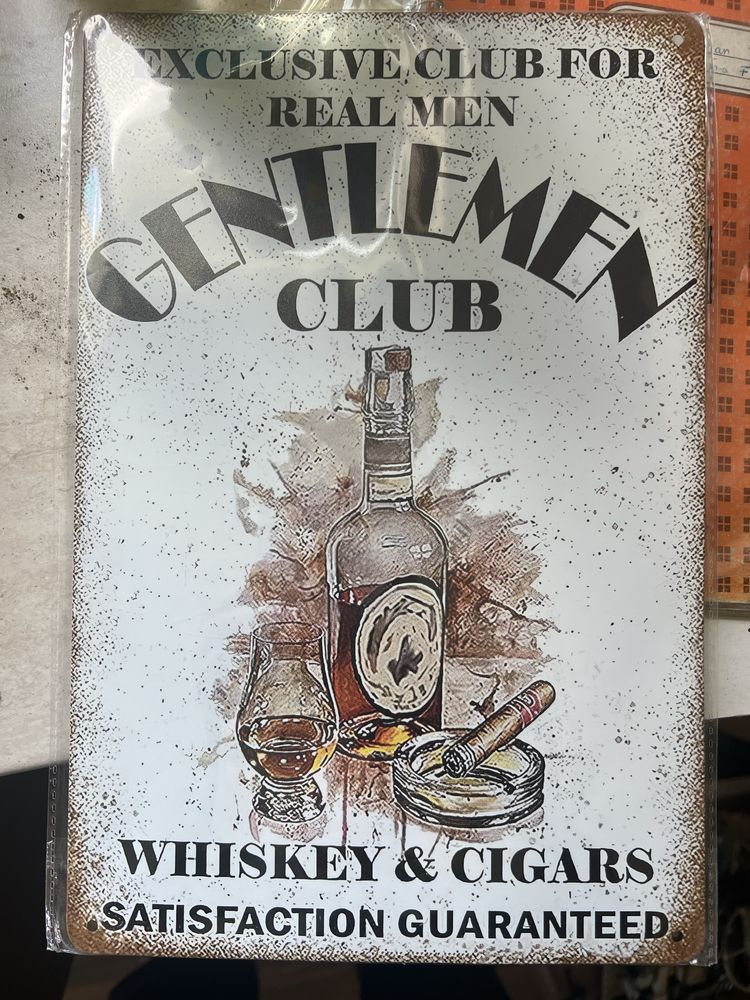 EXCLUSIVE CLUB FOR
REAL MEN
GENTLEMEN
CLUB
WHISKEY & CIGARS
SATISFACTION GUARANTEED